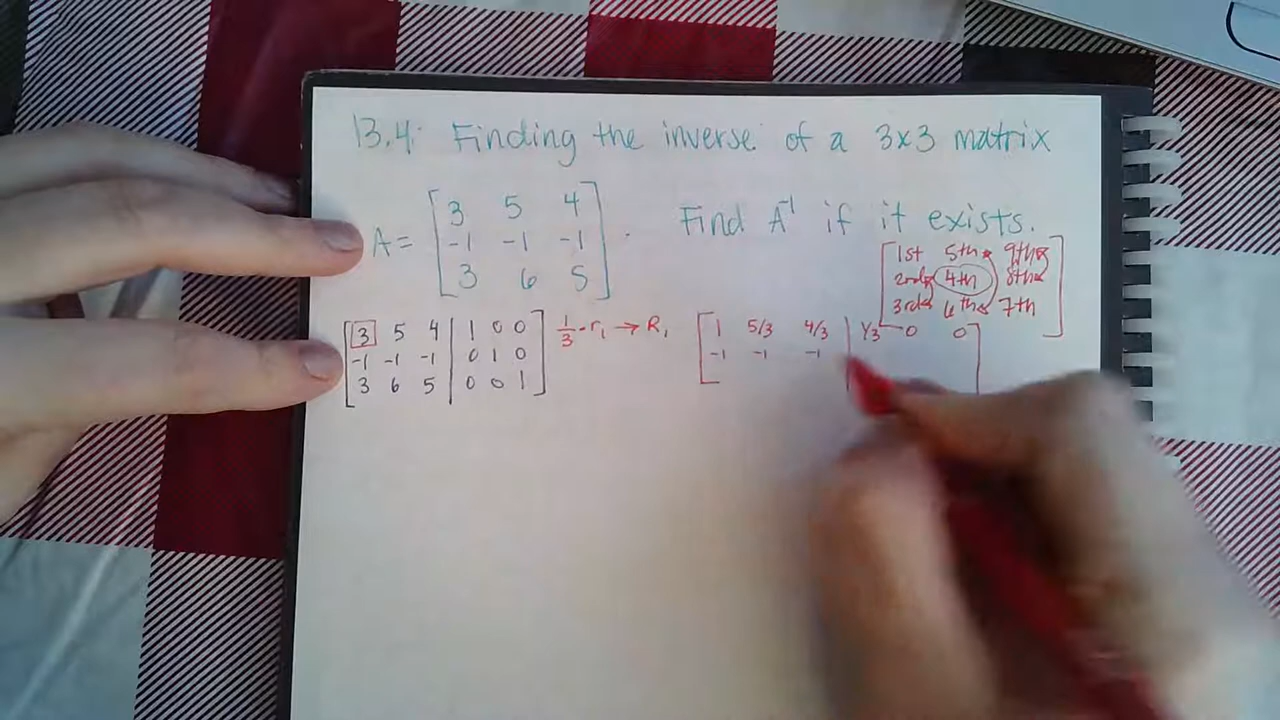 13.4: Finding the inverse of a 3x3 matrix
A = [3 5 4
-1 -1 -1
3 6 5].
Find A⁻¹ if it exists.
[1st 5th 9th
2nd 4th 8th
3rd 6th 7th]
[3 5 4 | 1 0 0
-1 -1 -1 | 0 1 0
3 6 5 | 0 0 1]
1/3 · r₁ → R₁
[1 5/3 4/3 | 1/3 0 0
-1 -1 -1 |